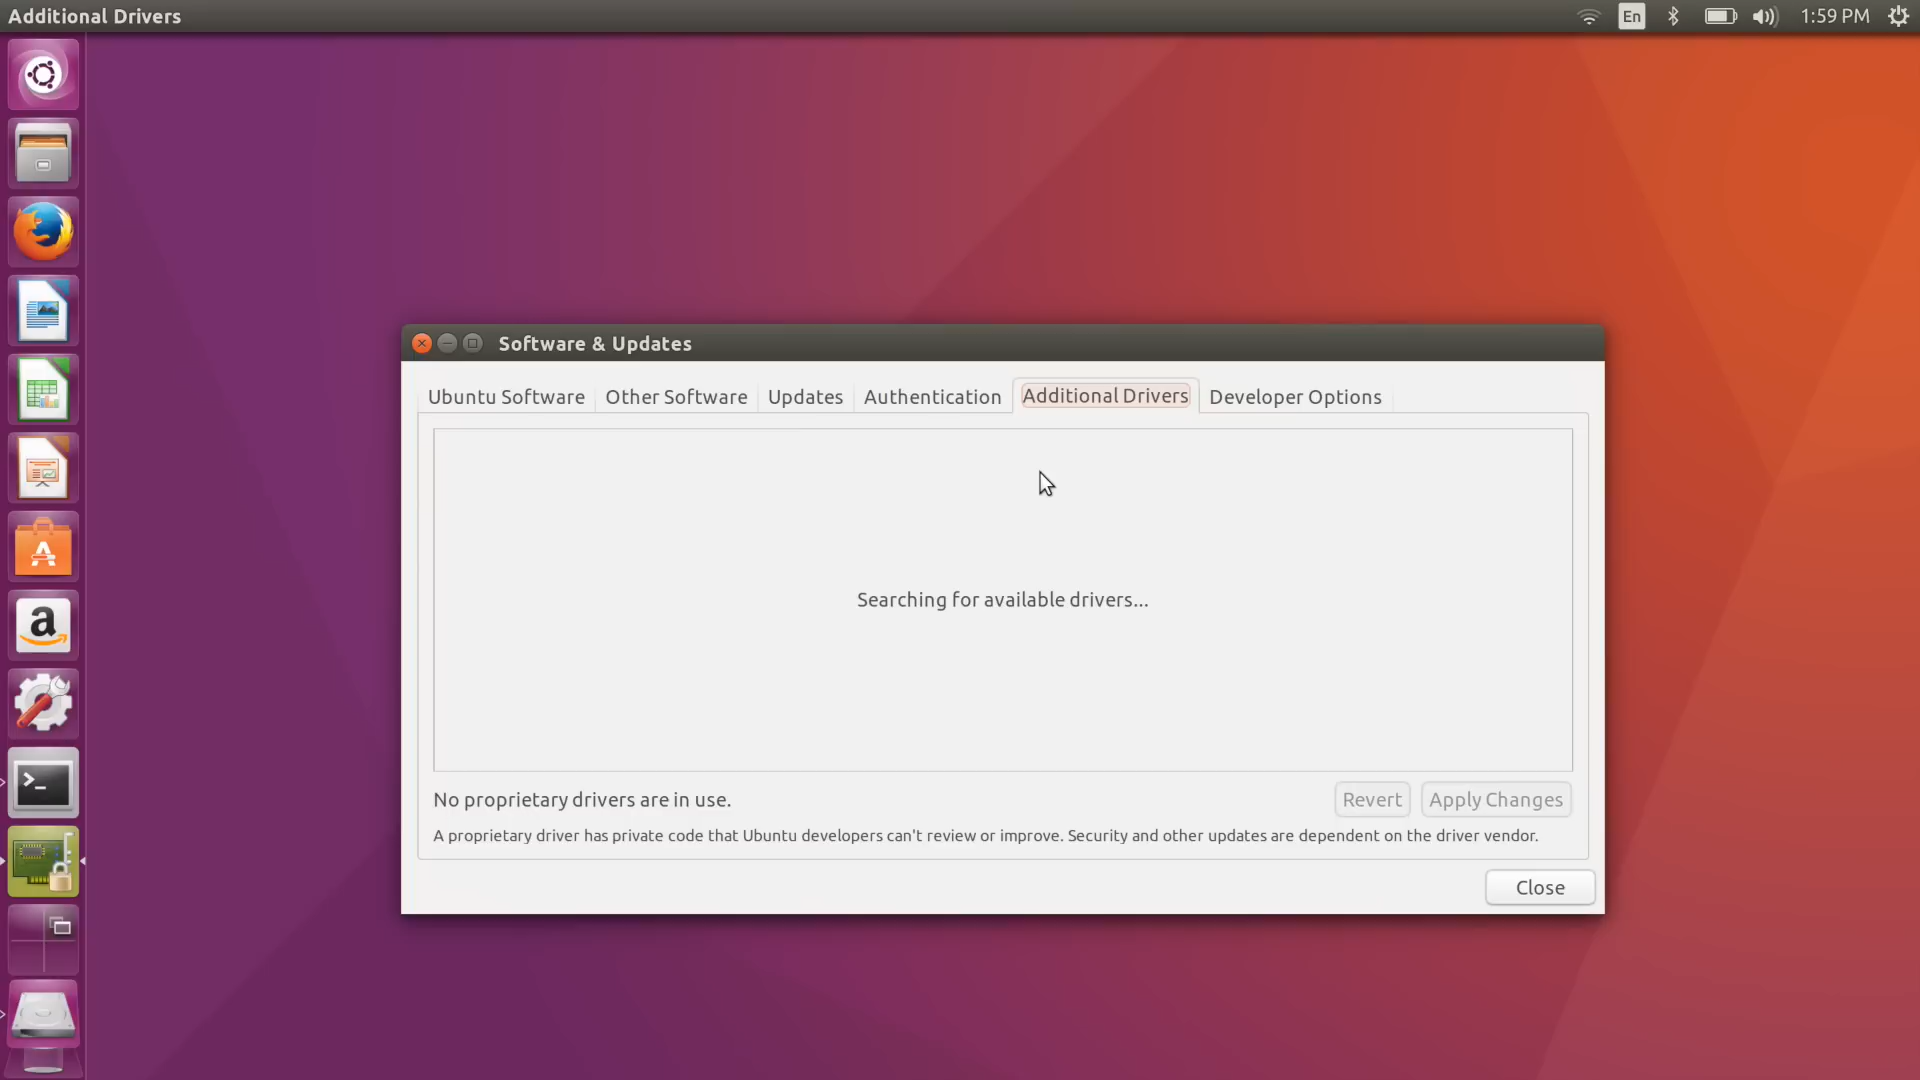 Additional Drivers
En
1:59 PM
Software & Updates
Ubuntu Software
Other Software
Updates
Authentication
Additional Drivers
Developer Options
Searching for available drivers...
No proprietary drivers are in use.
Revert
Apply Changes
A proprietary driver has private code that Ubuntu developers can't review or improve. Security and other updates are dependent on the driver vendor.
Close